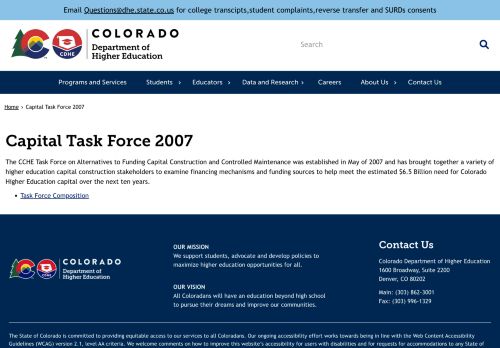 Email Questions@dhe.state.co.us for college transcipts,student complaints,reverse transfer and SURDs consents
CDHE
COLORADO
Department of
Higher Education
Search
Programs and Services Students › Educators › Data and Research › Careers About Us › Contact Us
Home › Capital Task Force 2007
Capital Task Force 2007
The CCHE Task Force on Alternatives to Funding Capital Construction and Controlled Maintenance was established in May of 2007 and has brought together a variety of
higher education capital construction stakeholders to examine financing mechanisms and funding sources to help meet the estimated $6.5 Billion need for Colorado
Higher Education capital over the next ten years.
• Task Force Composition
CDHE
COLORADO
Department of
Higher Education
OUR MISSION
We support students, advocate and develop policies to
maximize higher education opportunities for all.
OUR VISION
All Coloradans will have an education beyond high school
to pursue their dreams and improve our communities.
Contact Us
Colorado Department of Higher Education
1600 Broadway, Suite 2200
Denver, CO 80202
Main: (303) 862-3001
Fax: (303) 996-1329
The State of Colorado is committed to providing equitable access to our services to all Coloradans. Our ongoing accessibility effort works towards being in line with the Web Content Accessibility
Guidelines (WCAG) version 2.1, level AA criteria. We welcome comments on how to improve this website's accessibility for users with disabilities and for requests for accommodations to any State of